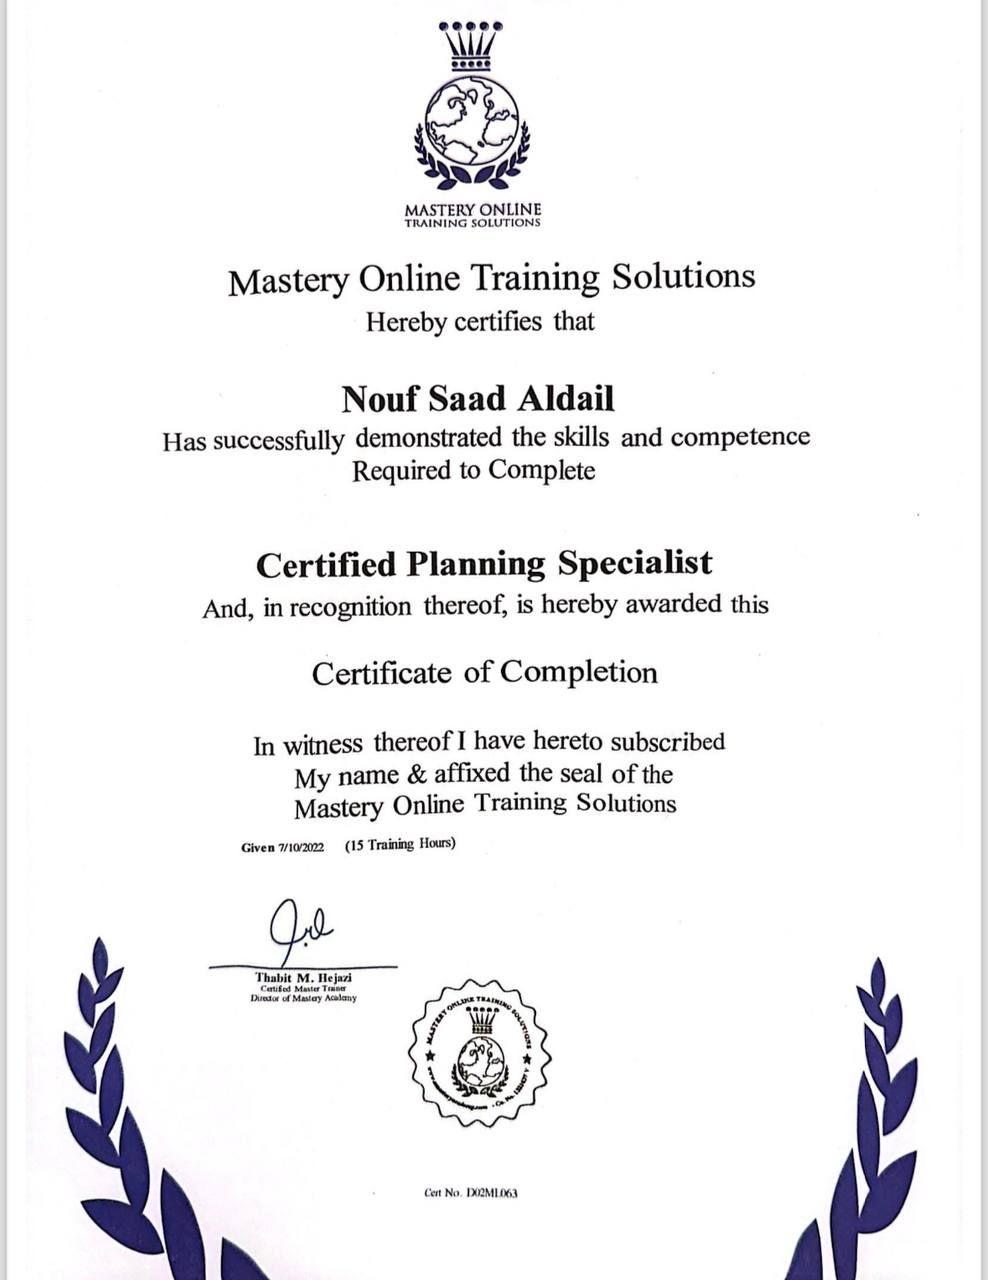 MASTERY ONLINE
TRAINING SOLUTIONS
Mastery Online Training Solutions
Hereby certifies that
Nouf Saad Aldail
Has successfully demonstrated the skills and competence
Required to Complete
Certified Planning Specialist
And, in recognition thereof, is hereby awarded this
Certificate of Completion
In witness thereof I have hereto subscribed
My name & affixed the seal of the
Mastery Online Training Solutions
Given 7/10/2022 (15 Training Hours)
Thabit M. Hejazi
Certified Master Trainer
Director of Mastery Academy
MASTERY ONLINE TRAINING SOLUTIONS
Cert No.